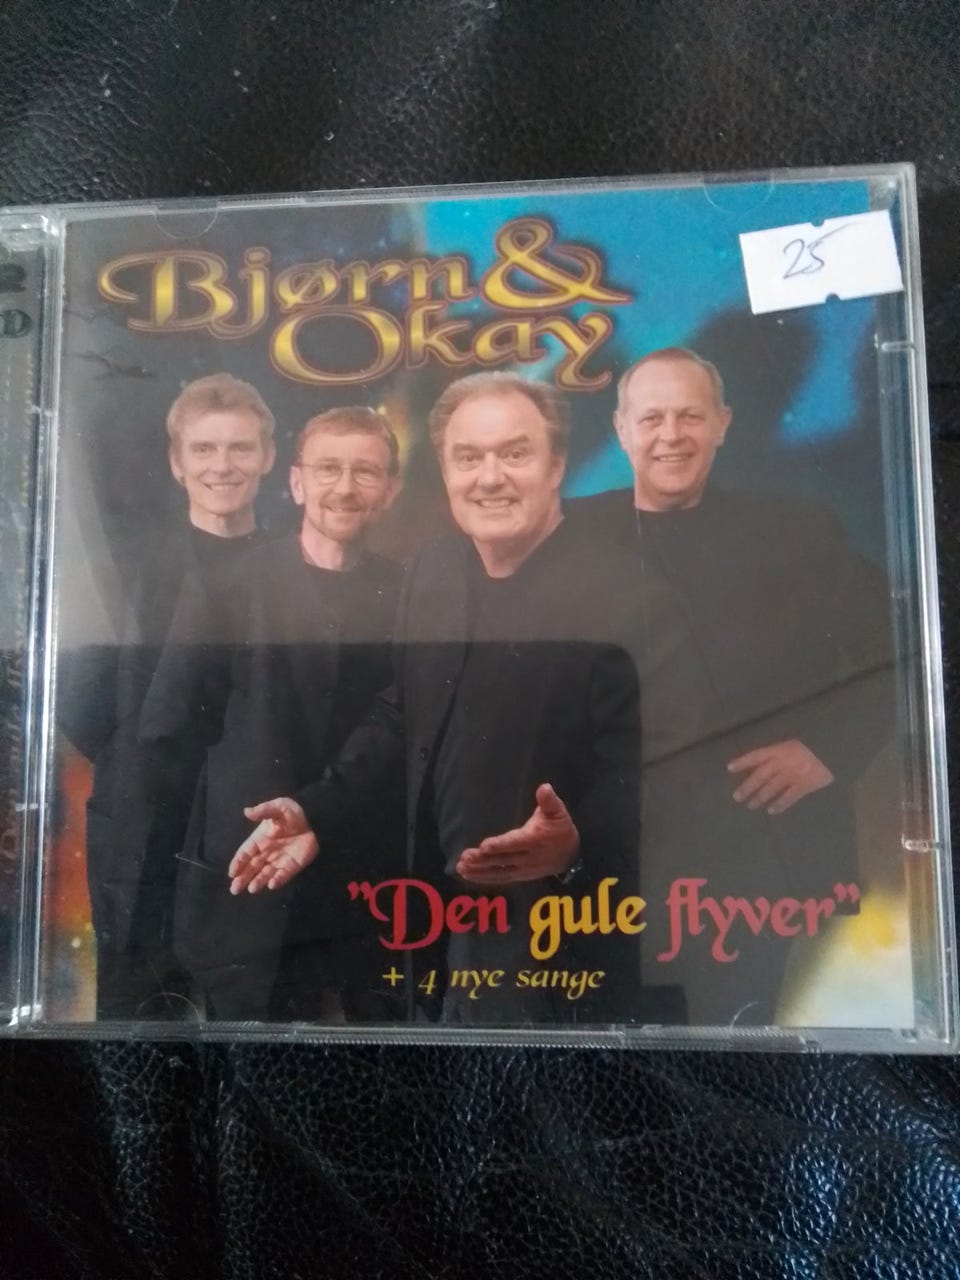 Bjørn &
Okay
25
"Den gule flyver"
+ 4 nye sange